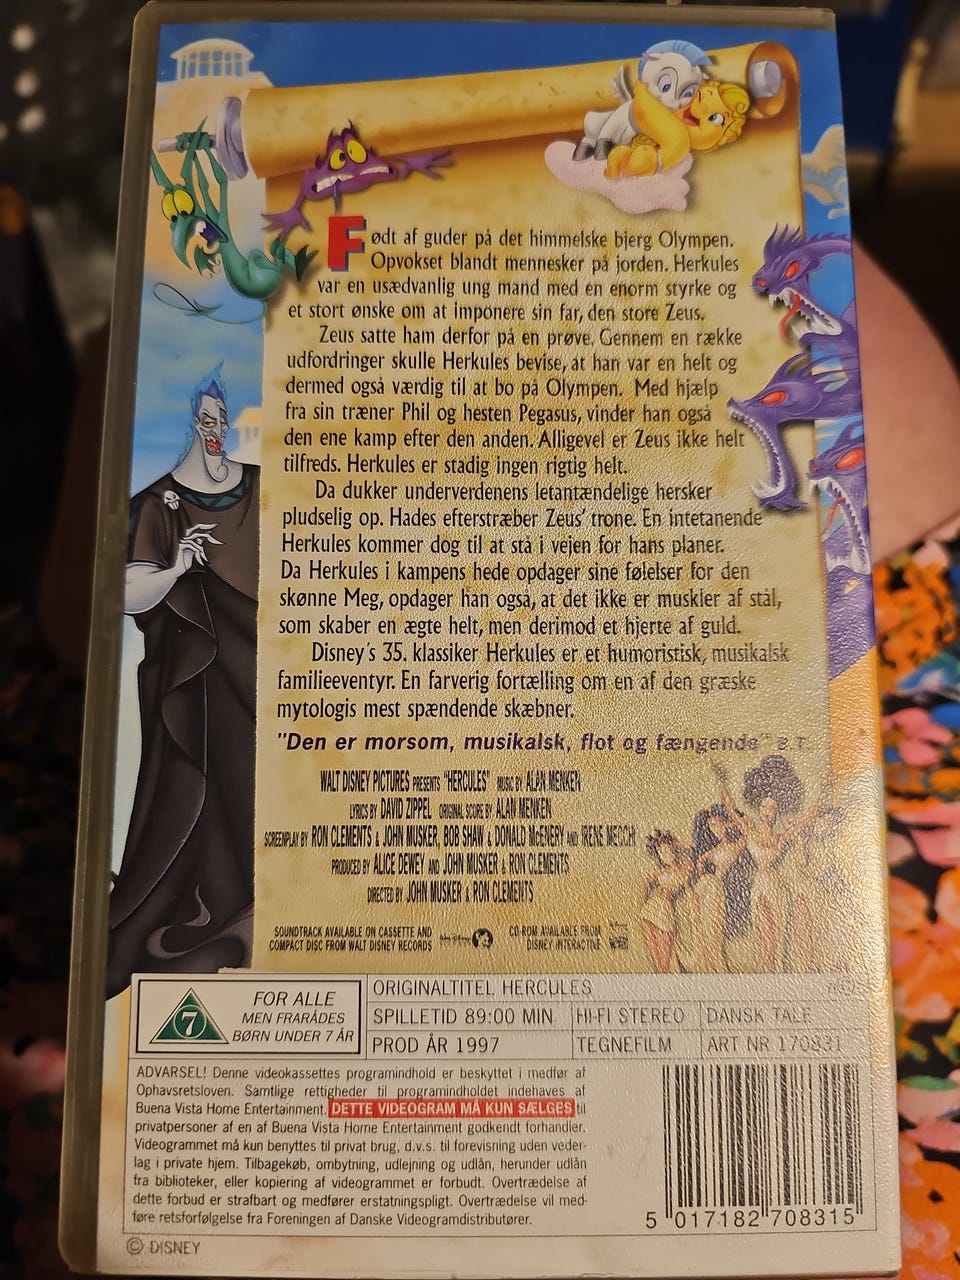 Født af guder på det himmelske bjerg Olympen.
Opvokset blandt mennesker på jorden. Herkules
var en usædvanlig ung mand med en enorm styrke og
et stort ønske om at imponere sin far, den store Zeus.
Zeus satte ham derfor på en prøve. Gennem en række
udfordringer skulle Herkules bevise, at han var en helt og
dermed også værdig til at bo på Olympen. Med hjælp
fra sin træner Phil og hesten Pegasus, vinder han også
den ene kamp efter den anden. Alligevel er Zeus ikke helt
tilfreds. Herkules er stadig ingen rigtig helt.
Da dukker underverdenens letantændelige hersker
pludselig op. Hades efterstræber Zeus' trone. En intetanende
Herkules kommer dog til at stå i vejen for hans planer.
Da Herkules i kampens hede opdager sine følelser for den
skønne Meg, opdager han også, at det ikke er muskler af stål,
som skaber en ægte helt, men derimod et hjerte af guld.
Disney's 35. klassiker Herkules er et humoristisk, musikalsk
familieeventyr. En farverig fortælling om en af den græske
mytologis mest spændende skæbner.
"Den er morsom, musikalsk, flot og fængende" B.T.
WALT DISNEY PICTURES PRESENTS "HERCULES" MUSIC BY ALAN MENKEN
LYRICS BY DAVID ZIPPEL ORIGINAL SCORE BY ALAN MENKEN
SCREENPLAY BY RON CLEMENTS & JOHN MUSKER, BOB SHAW & DONALD McENERY AND IRENE MECCHI
PRODUCED BY ALICE DEWEY AND JOHN MUSKER & RON CLEMENTS
DIRECTED BY JOHN MUSKER & RON CLEMENTS
SOUNDTRACK AVAILABLE ON CASSETTE AND
COMPACT DISC FROM WALT DISNEY RECORDS
CD-ROM AVAILABLE FROM
DISNEY INTERACTIVE
7
FOR ALLE
MEN FRARÅDES
BØRN UNDER 7 ÅR
ORIGINALTITEL HERCULES
SPILLETID 89:00 MIN HI-FI STEREO DANSK TALE
PROD ÅR 1997 TEGNEFILM ART NR 170831
ADVARSEL! Denne videokassettes programindhold er beskyttet i medfør af
Ophavsretsloven. Samtlige rettigheder til programindholdet indehaves af
Buena Vista Home Entertainment. DETTE VIDEOGRAM MÅ KUN SÆLGES til
privatpersoner af en af Buena Vista Home Entertainment godkendt forhandler.
Videogrammet må kun benyttes til privat brug, d.v.s. til forevisning uden veder-
lag i private hjem. Tilbagekøb, ombytning, udlejning og udlån, herunder udlån
fra biblioteker, eller kopiering af videogrammet er forbudt. Overtrædelse af
dette forbud er strafbart og medfører erstatningspligt. Overtrædelse vil med-
føre retsforfølgelse fra Foreningen af Danske Videogramdistributører.
5 017182 708315
© DISNEY